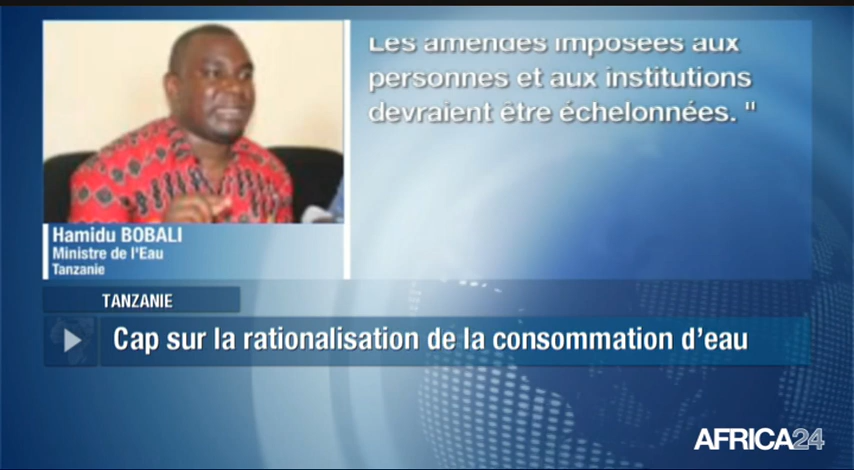 Les amendes imposées aux
personnes et aux institutions
devraient être échelonnées. "
Hamidu BOBALI
Ministre de l'Eau
Tanzanie
TANZANIE
Cap sur la rationalisation de la consommation d'eau
AFRICA24